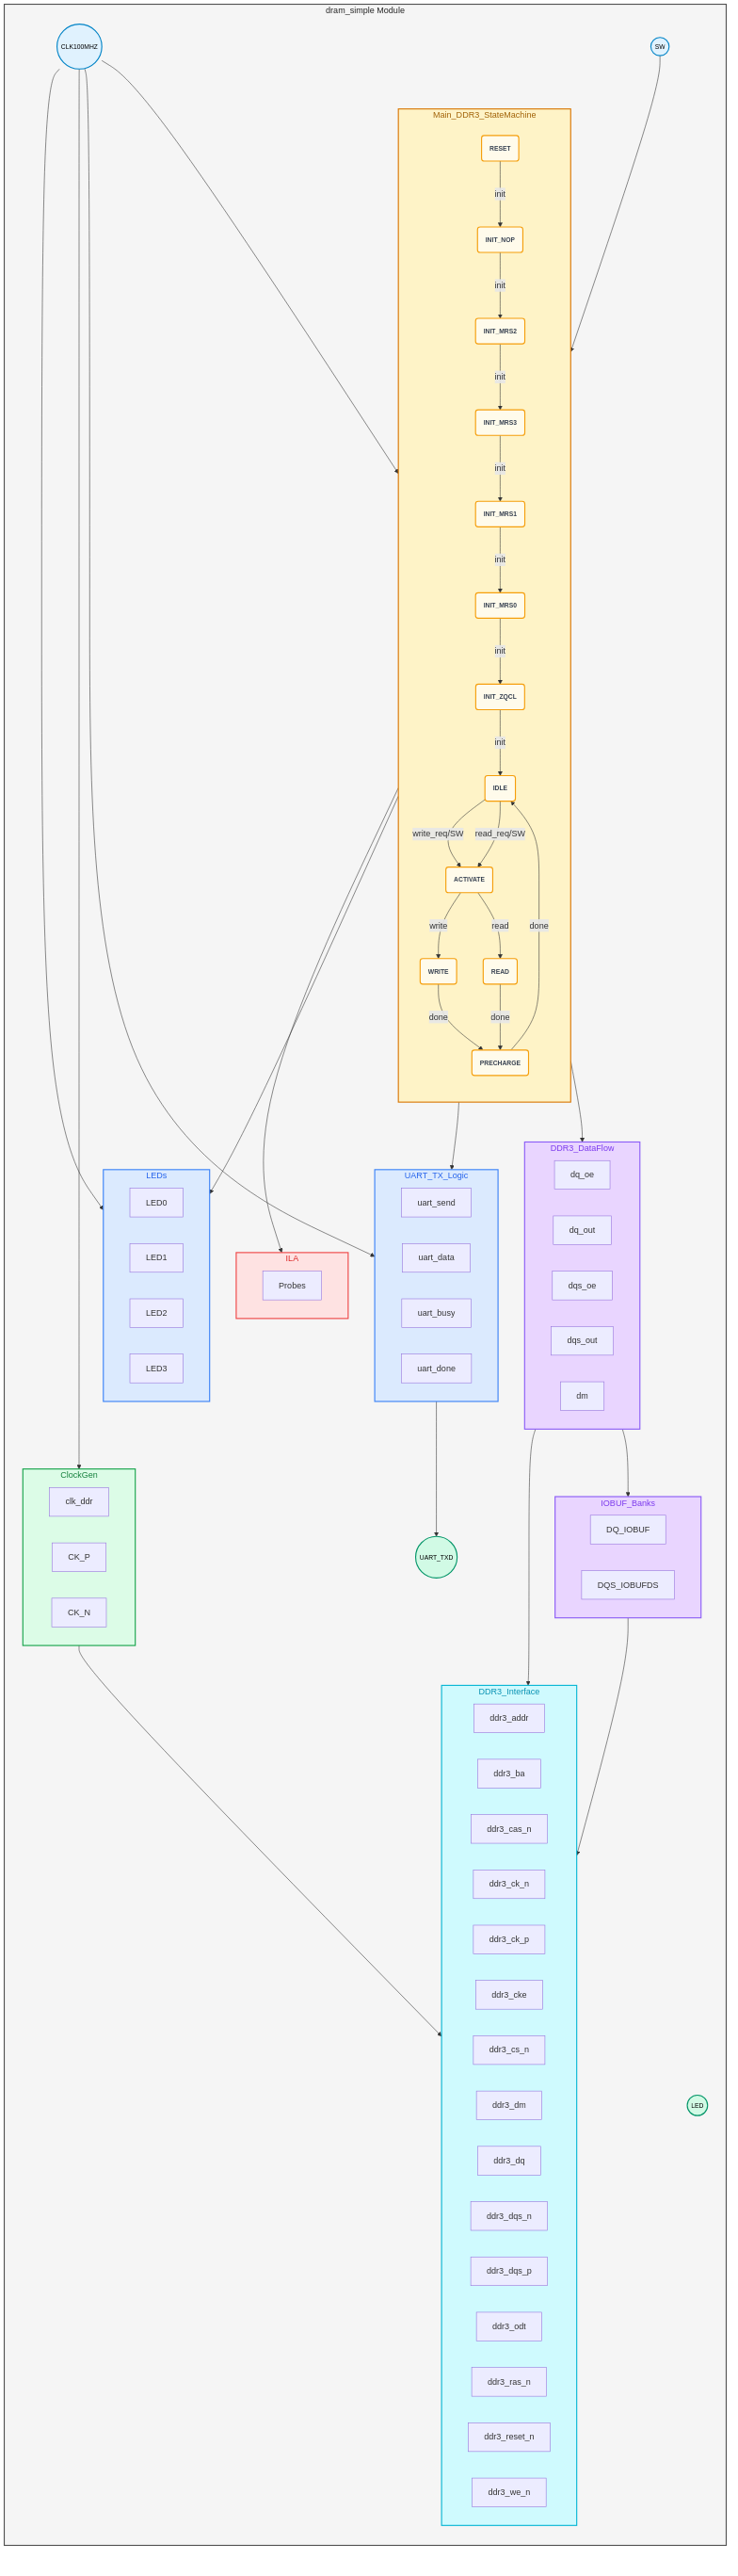 dram_simple Module
CLK100MHZ
SW
Main_DDR3_StateMachine
RESET
init
INIT_NOP
init
INIT_MRS2
init
INIT_MRS3
init
INIT_MRS1
init
INIT_MRS0
init
INIT_ZQCL
init
IDLE
write_req/SW
read_req/SW
ACTIVATE
write
read
done
WRITE
READ
done
done
PRECHARGE
LEDs
LED0
LED1
LED2
LED3
ILA
Probes
UART_TX_Logic
uart_send
uart_data
uart_busy
uart_done
DDR3_DataFlow
dq_oe
dq_out
dqs_oe
dqs_out
dm
ClockGen
clk_ddr
CK_P
CK_N
UART_TXD
IOBUF_Banks
DQ_IOBUF
DQS_IOBUFDS
DDR3_Interface
ddr3_addr
ddr3_ba
ddr3_cas_n
ddr3_ck_n
ddr3_ck_p
ddr3_cke
ddr3_cs_n
ddr3_dm
ddr3_dq
ddr3_dqs_n
ddr3_dqs_p
ddr3_odt
ddr3_ras_n
ddr3_reset_n
ddr3_we_n
LED